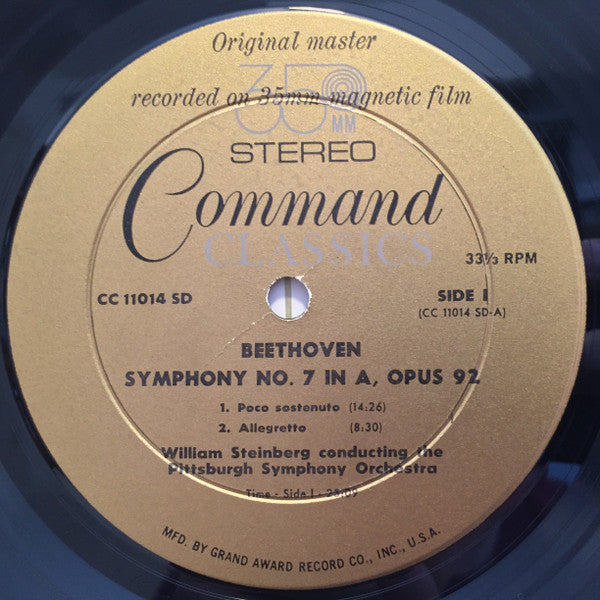 Original master
35
recorded on 35mm magnetic film
MM
STEREO
Command
CLASSICS
33⅓ RPM
CC 11014 SD
SIDE I
(CC 11014 SD-A)
BEETHOVEN
SYMPHONY NO. 7 IN A, OPUS 92
1. Poco sostenuto (14:26)
2. Allegretto (8:30)
William Steinberg conducting the
Pittsburgh Symphony Orchestra
Time - Side I -
MFD. BY GRAND AWARD RECORD CO., INC., U.S.A.